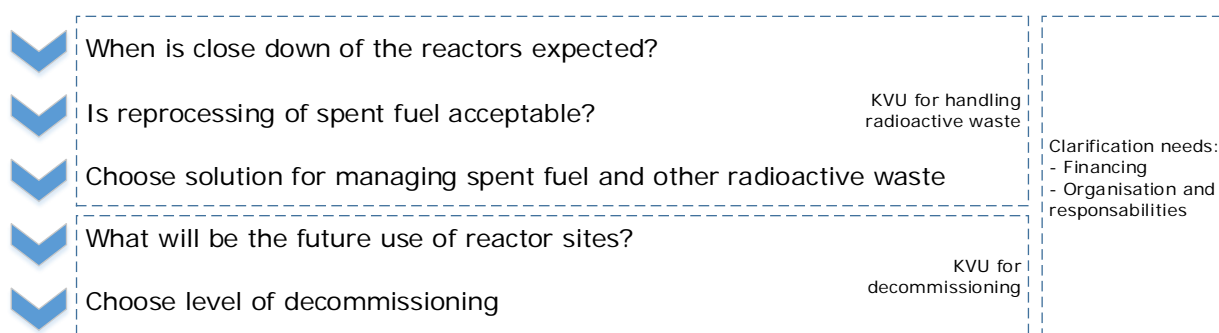 When is close down of the reactors expected?
Is reprocessing of spent fuel acceptable?
KVU for handling
radioactive waste
Choose solution for managing spent fuel and other radioactive waste
What will be the future use of reactor sites?
KVU for
decommissioning
Choose level of decommissioning
Clarification needs:
- Financing
- Organisation and
responsabilities